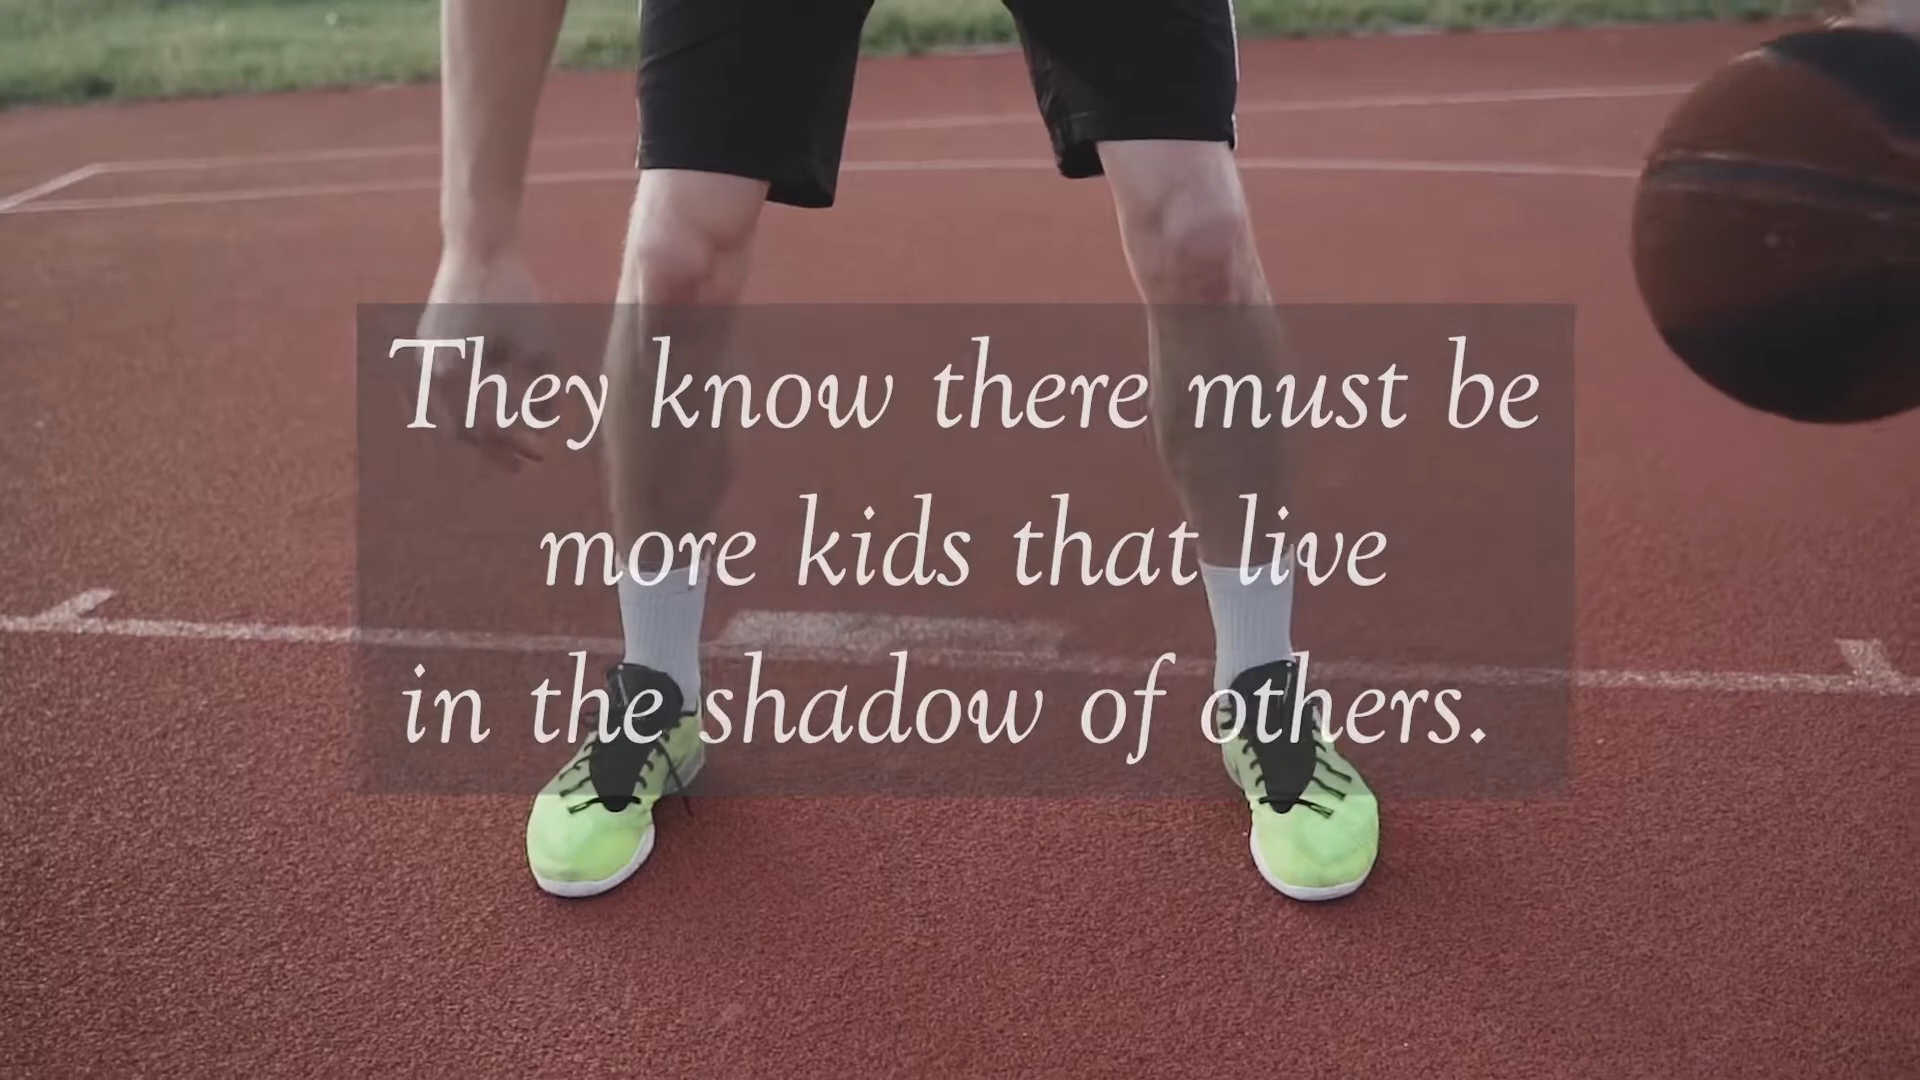 They know there must be
more kids that live
in the shadow of others.